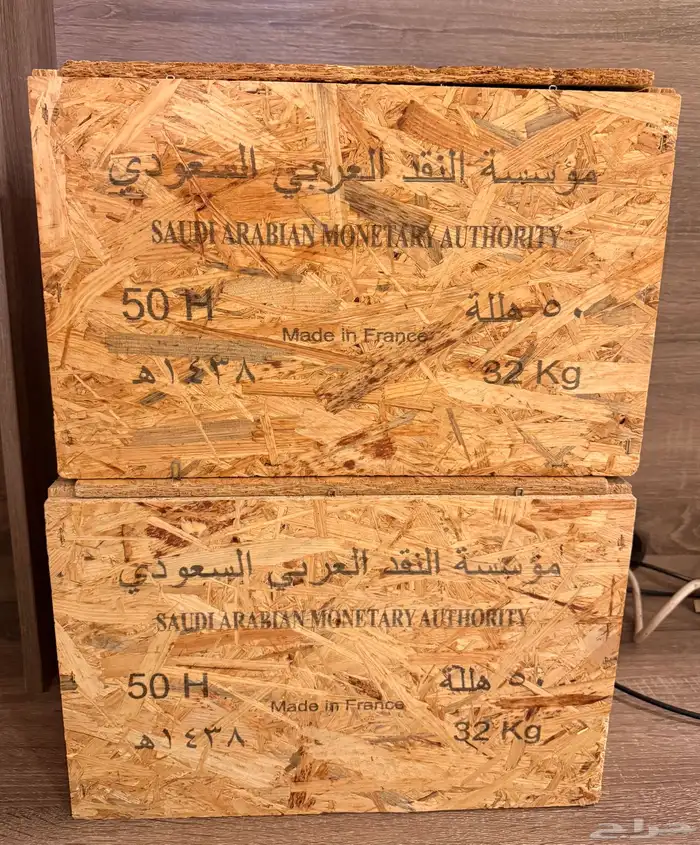 مؤسسة النقد العربي السعودي
SAUDI ARABIAN MONETARY AUTHORITY
50 H ٥٠ هللة
Made in France
١٤٣٨هـ 32 Kg
مؤسسة النقد العربي السعودي
SAUDI ARABIAN MONETARY AUTHORITY
50 H ٥٠ هللة
Made in France
١٤٣٨هـ 32 Kg
حراج